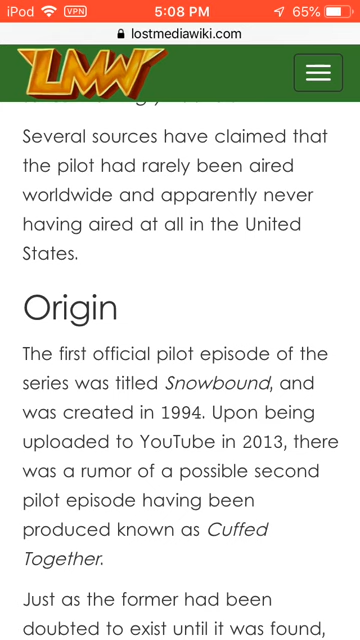 iPod VPN 5:08 PM 65%
lostmediawiki.com
LMW
Several sources have claimed that
the pilot had rarely been aired
worldwide and apparently never
having aired at all in the United
States.
Origin
The first official pilot episode of the
series was titled Snowbound, and
was created in 1994. Upon being
uploaded to YouTube in 2013, there
was a rumor of a possible second
pilot episode having been
produced known as Cuffed
Together.
Just as the former had been
doubted to exist until it was found,